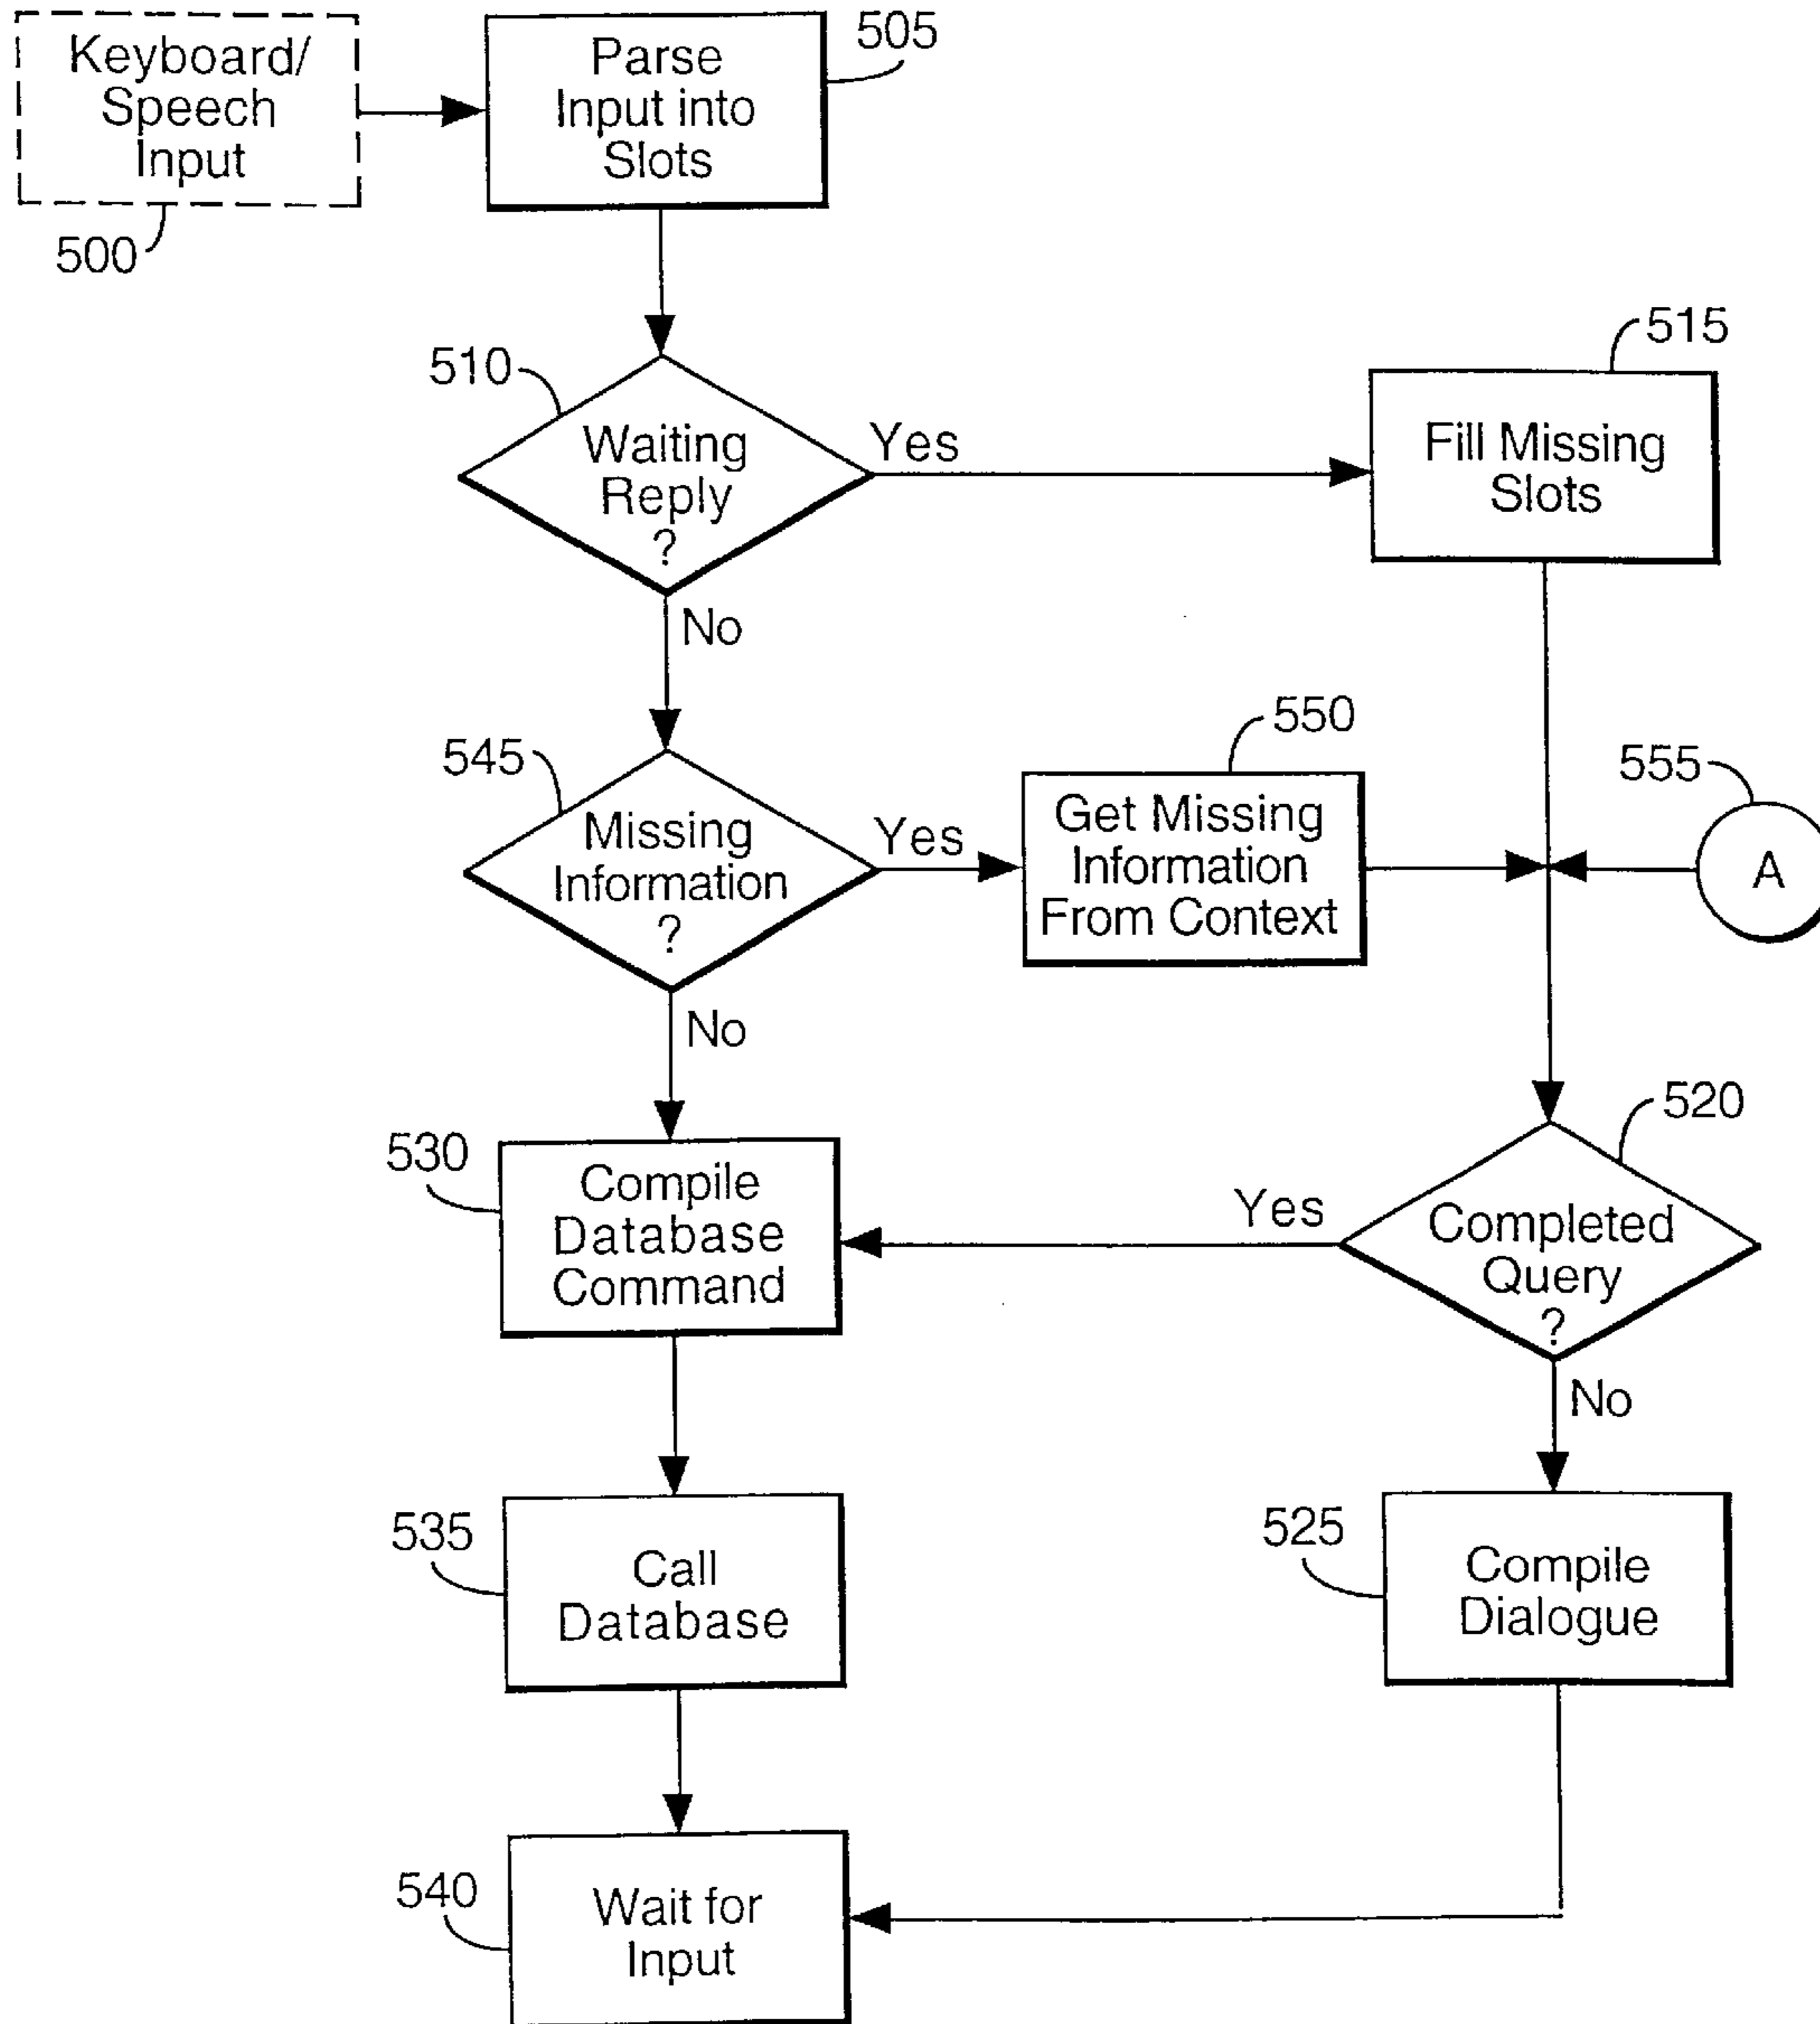 Keyboard/
Speech
Input
500
Parse
Input into
Slots
505
510
Waiting
Reply
?
Yes
No
515
Fill Missing
Slots
545
Missing
Information
?
Yes
No
550
Get Missing
Information
From Context
555
A
530
Compile
Database
Command
520
Completed
Query
?
Yes
No
535
Call
Database
525
Compile
Dialogue
540
Wait for
Input